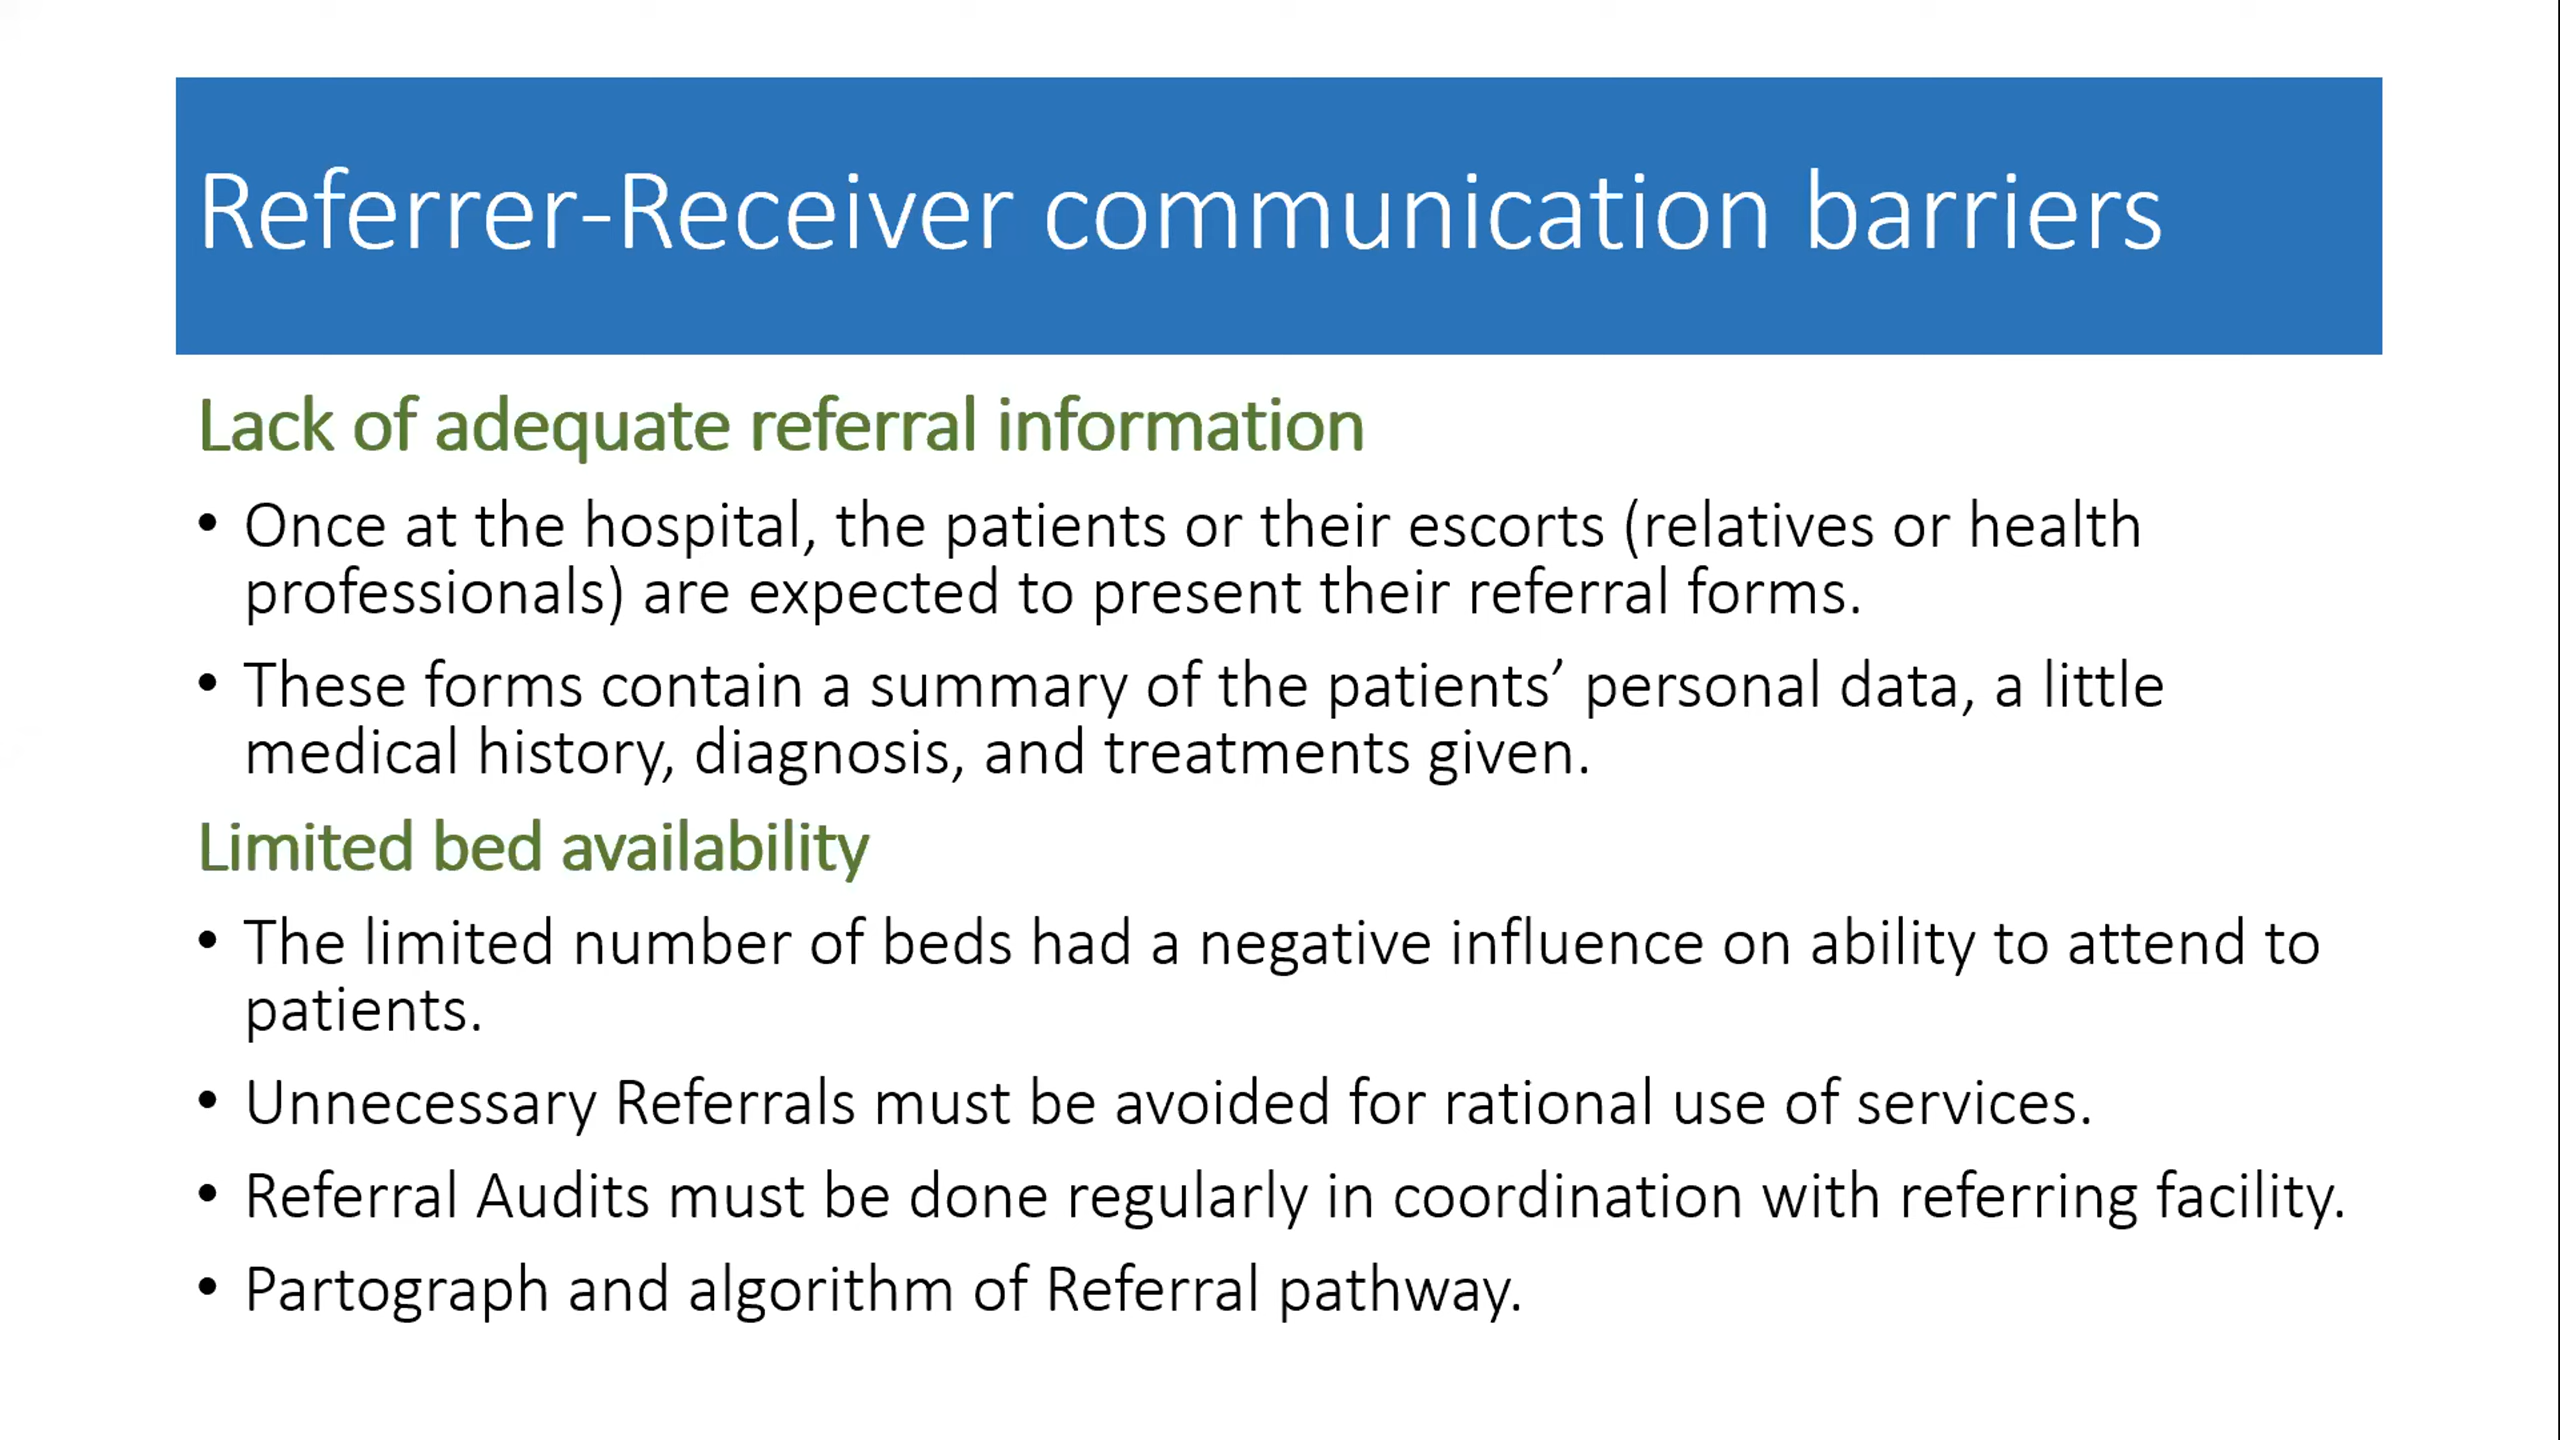 Referrer-Receiver communication barriers
Lack of adequate referral information
• Once at the hospital, the patients or their escorts (relatives or health
professionals) are expected to present their referral forms.
• These forms contain a summary of the patients’ personal data, a little
medical history, diagnosis, and treatments given.
Limited bed availability
• The limited number of beds had a negative influence on ability to attend to
patients.
• Unnecessary Referrals must be avoided for rational use of services.
• Referral Audits must be done regularly in coordination with referring facility.
• Partograph and algorithm of Referral pathway.